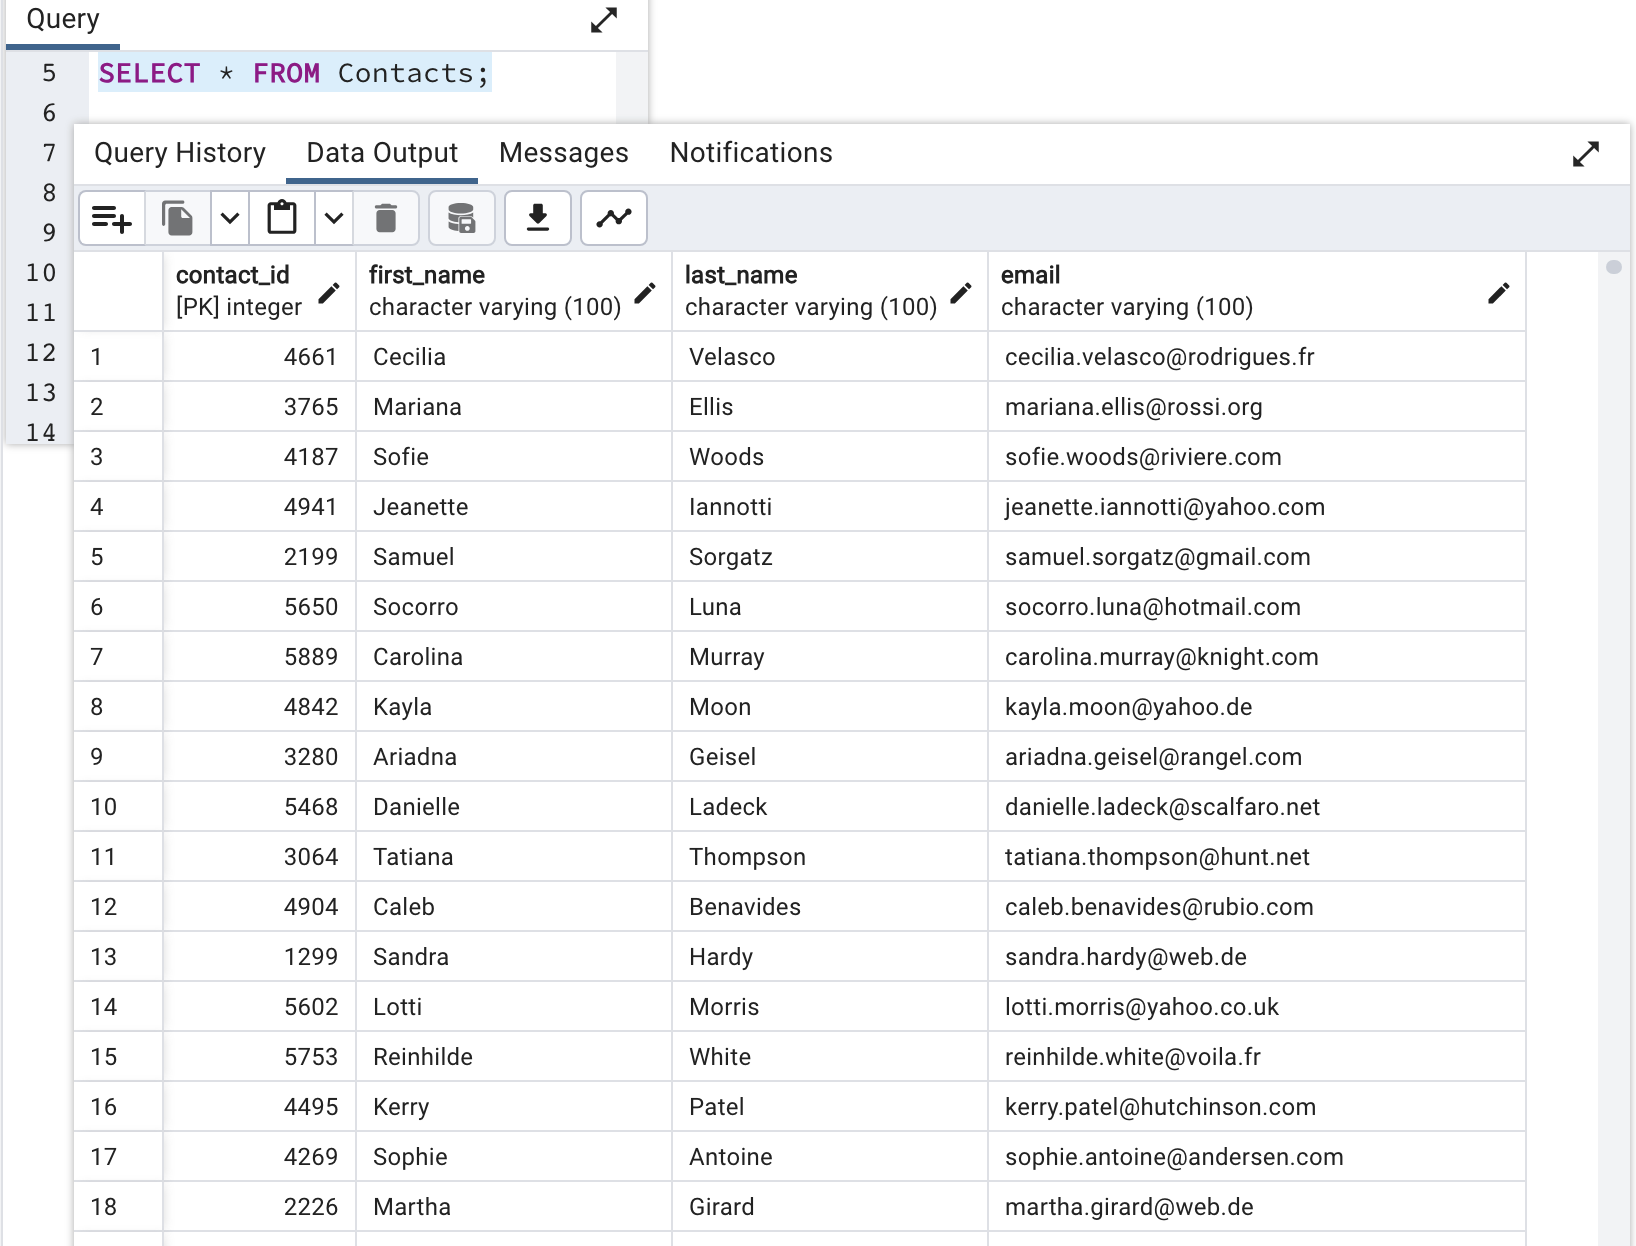 Query
5 SELECT * FROM Contacts;
6
7
8
9
10
11
12
13
14
Query History Data Output Messages Notifications
contact_id first_name last_name email
[PK] integer character varying (100) character varying (100) character varying (100)
1 4661 Cecilia Velasco cecilia.velasco@rodrigues.fr
2 3765 Mariana Ellis mariana.ellis@rossi.org
3 4187 Sofie Woods sofie.woods@riviere.com
4 4941 Jeanette Iannotti jeanette.iannotti@yahoo.com
5 2199 Samuel Sorgatz samuel.sorgatz@gmail.com
6 5650 Socorro Luna socorro.luna@hotmail.com
7 5889 Carolina Murray carolina.murray@knight.com
8 4842 Kayla Moon kayla.moon@yahoo.de
9 3280 Ariadna Geisel ariadna.geisel@rangel.com
10 5468 Danielle Ladeck danielle.ladeck@scalfaro.net
11 3064 Tatiana Thompson tatiana.thompson@hunt.net
12 4904 Caleb Benavides caleb.benavides@rubio.com
13 1299 Sandra Hardy sandra.hardy@web.de
14 5602 Lotti Morris lotti.morris@yahoo.co.uk
15 5753 Reinhilde White reinhilde.white@voila.fr
16 4495 Kerry Patel kerry.patel@hutchinson.com
17 4269 Sophie Antoine sophie.antoine@andersen.com
18 2226 Martha Girard martha.girard@web.de